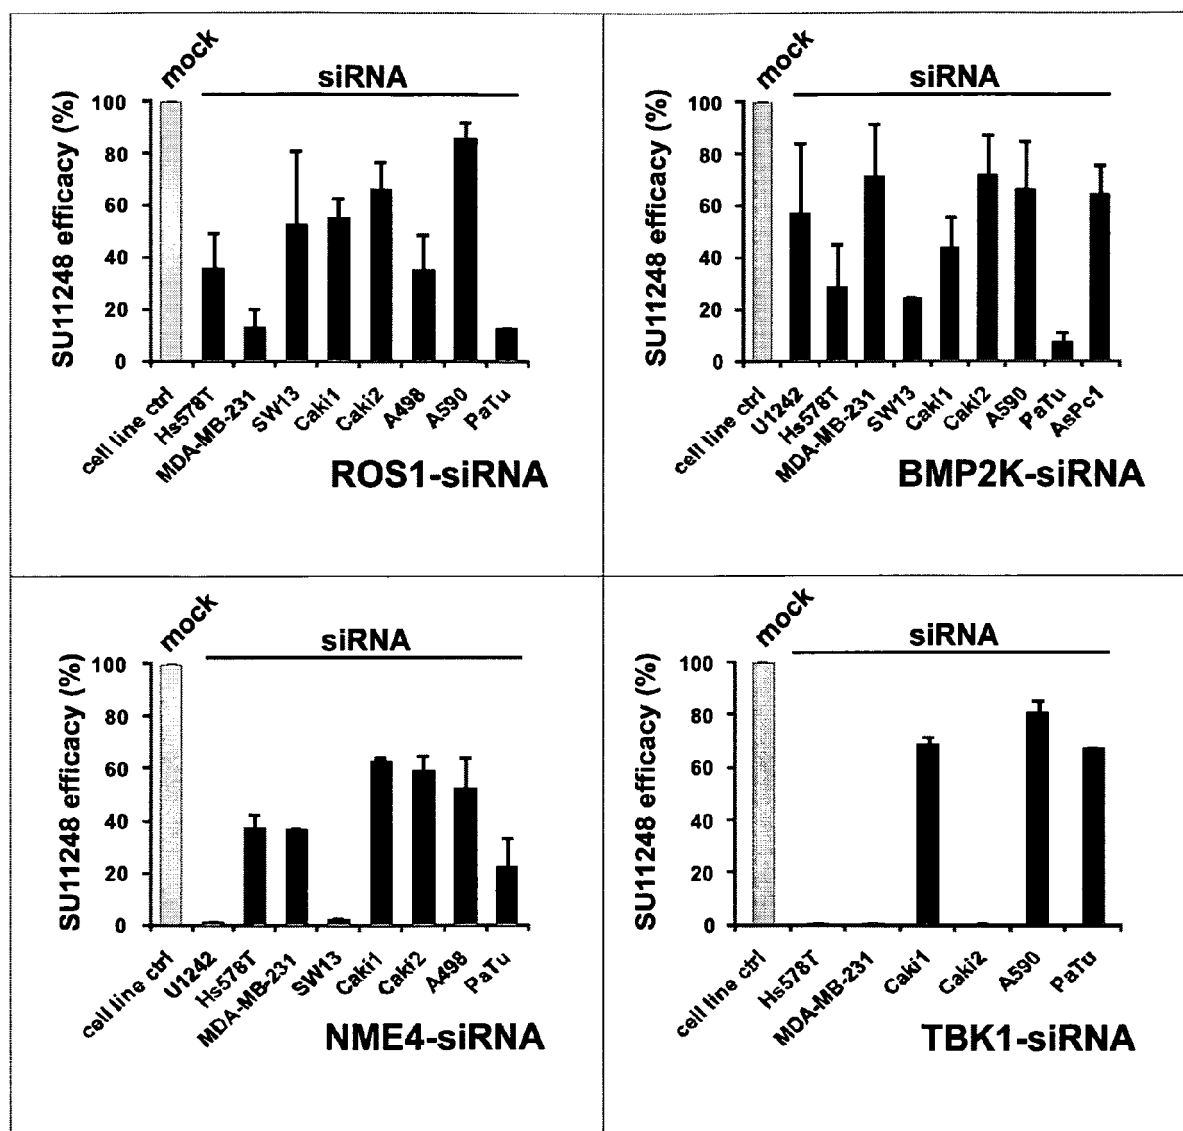 mock
siRNA
SU11248 efficacy (%)
100
80
60
40
20
0
cell line ctrl
Hs578T
MDA-MB-231
SW13
Caki1
Caki2
A498
A590
PaTu
ROS1-siRNA
mock
siRNA
SU11248 efficacy (%)
100
80
60
40
20
0
cell line ctrl
U1242
Hs578T
MDA-MB-231
SW13
Caki1
Caki2
A590
PaTu
AsPc1
BMP2K-siRNA
mock
siRNA
SU11248 efficacy (%)
100
80
60
40
20
0
cell line ctrl
U1242
Hs578T
MDA-MB-231
SW13
Caki1
Caki2
A498
PaTu
NME4-siRNA
mock
siRNA
SU11248 efficacy (%)
100
80
60
40
20
0
cell line ctrl
Hs578T
MDA-MB-231
Caki1
Caki2
A590
PaTu
TBK1-siRNA